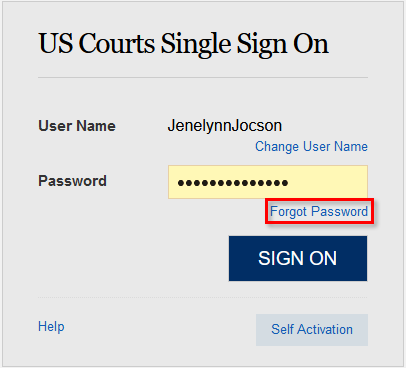 US Courts Single Sign On
User Name JenelynnJocson
Change User Name
Password ••••••••••••••
Forgot Password
SIGN ON
Help Self Activation